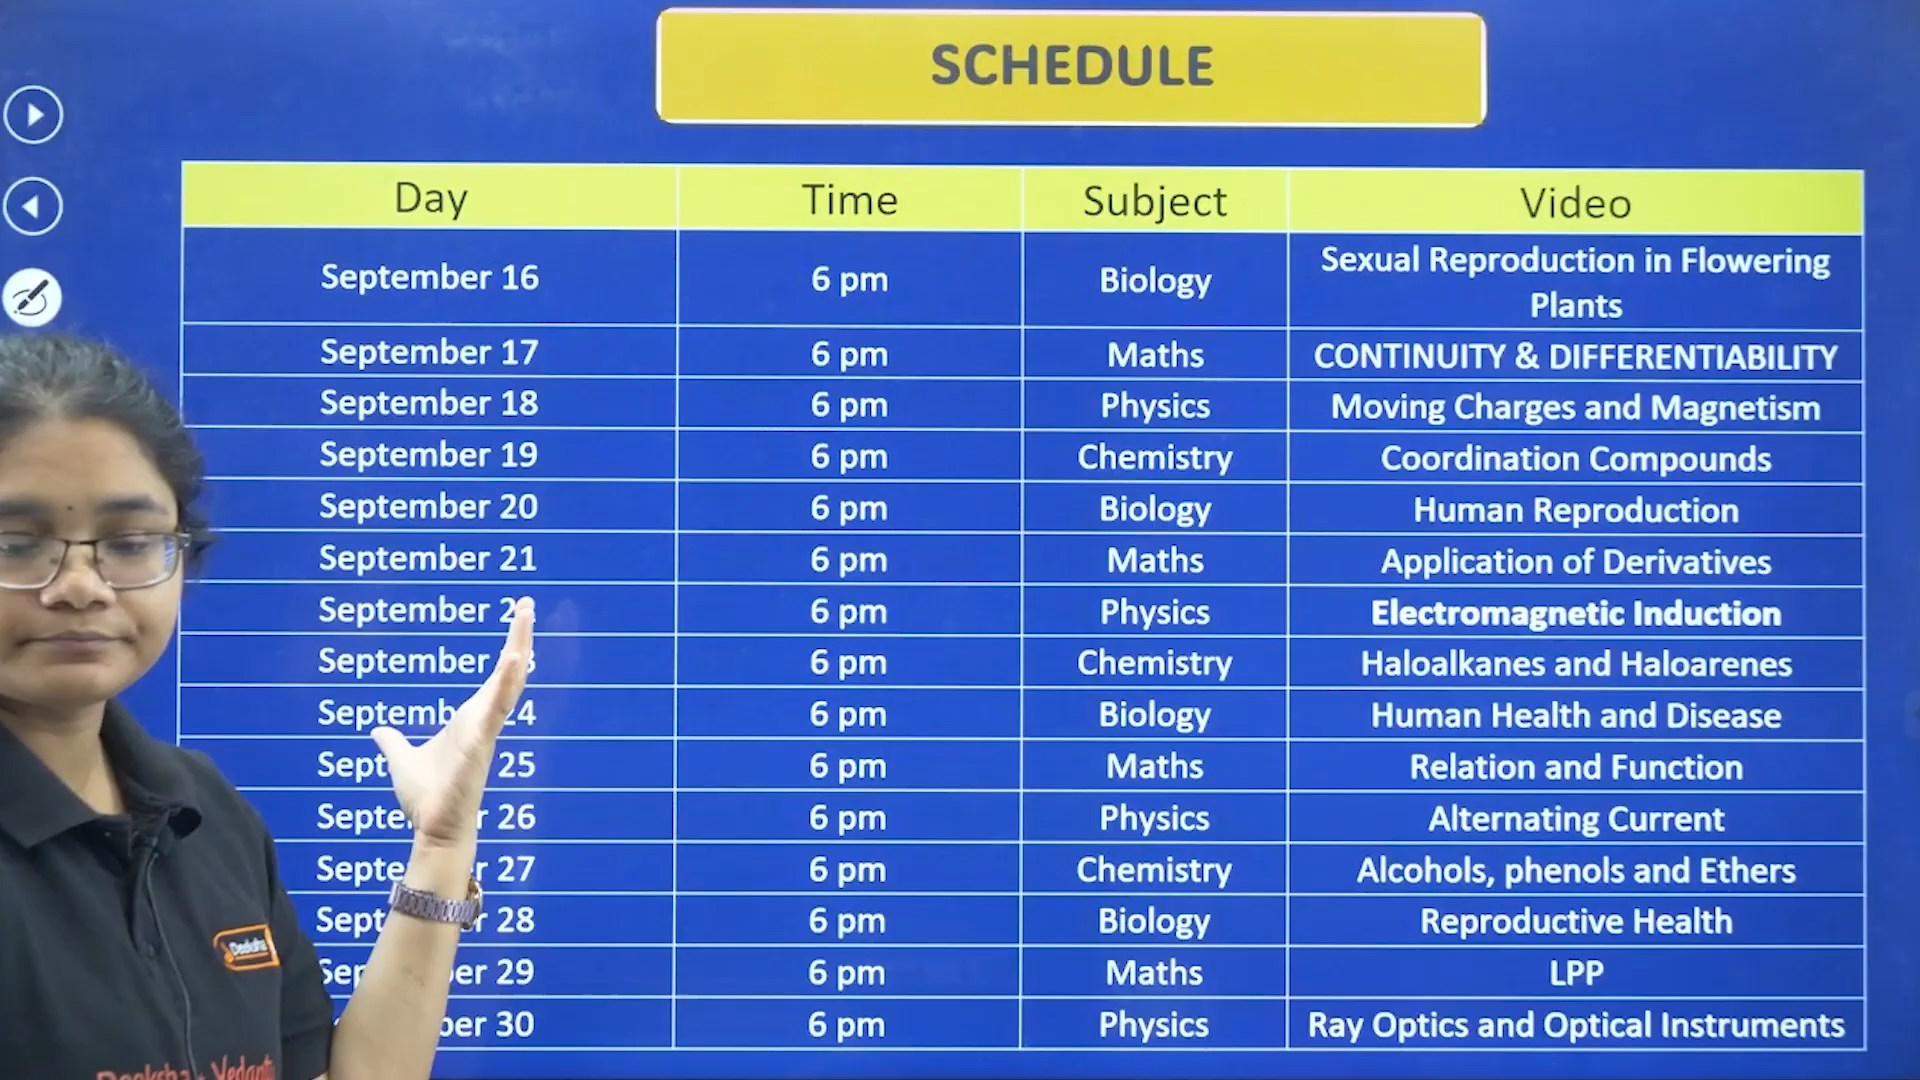 SCHEDULE
Day Time Subject Video
September 16 6 pm Biology Sexual Reproduction in Flowering
Plants
September 17 6 pm Maths CONTINUITY & DIFFERENTIABILITY
September 18 6 pm Physics Moving Charges and Magnetism
September 19 6 pm Chemistry Coordination Compounds
September 20 6 pm Biology Human Reproduction
September 21 6 pm Maths Application of Derivatives
September 6 pm Physics Electromagnetic Induction
September 6 pm Chemistry Haloalkanes and Haloarenes
24 6 pm Biology Human Health and Disease
25 6 pm Maths Relation and Function
26 6 pm Physics Alternating Current
27 6 pm Chemistry Alcohols, phenols and Ethers
28 6 pm Biology Reproductive Health
29 6 pm Maths LPP
30 6 pm Physics Ray Optics and Optical Instruments
Deeksha